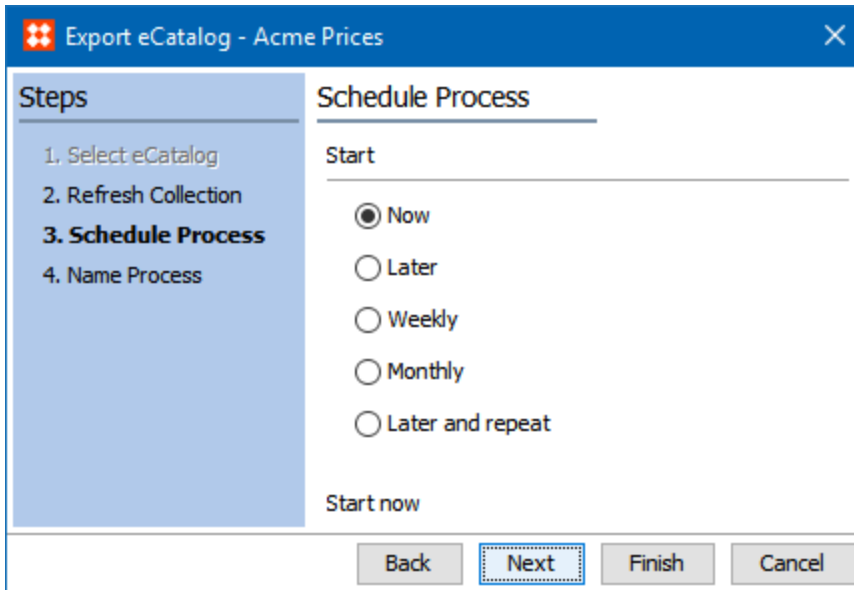 Export eCatalog - Acme Prices
Steps
1. Select eCatalog
2. Refresh Collection
3. Schedule Process
4. Name Process
Schedule Process
Start
Now
Later
Weekly
Monthly
Later and repeat
Start now
Back Next Finish Cancel